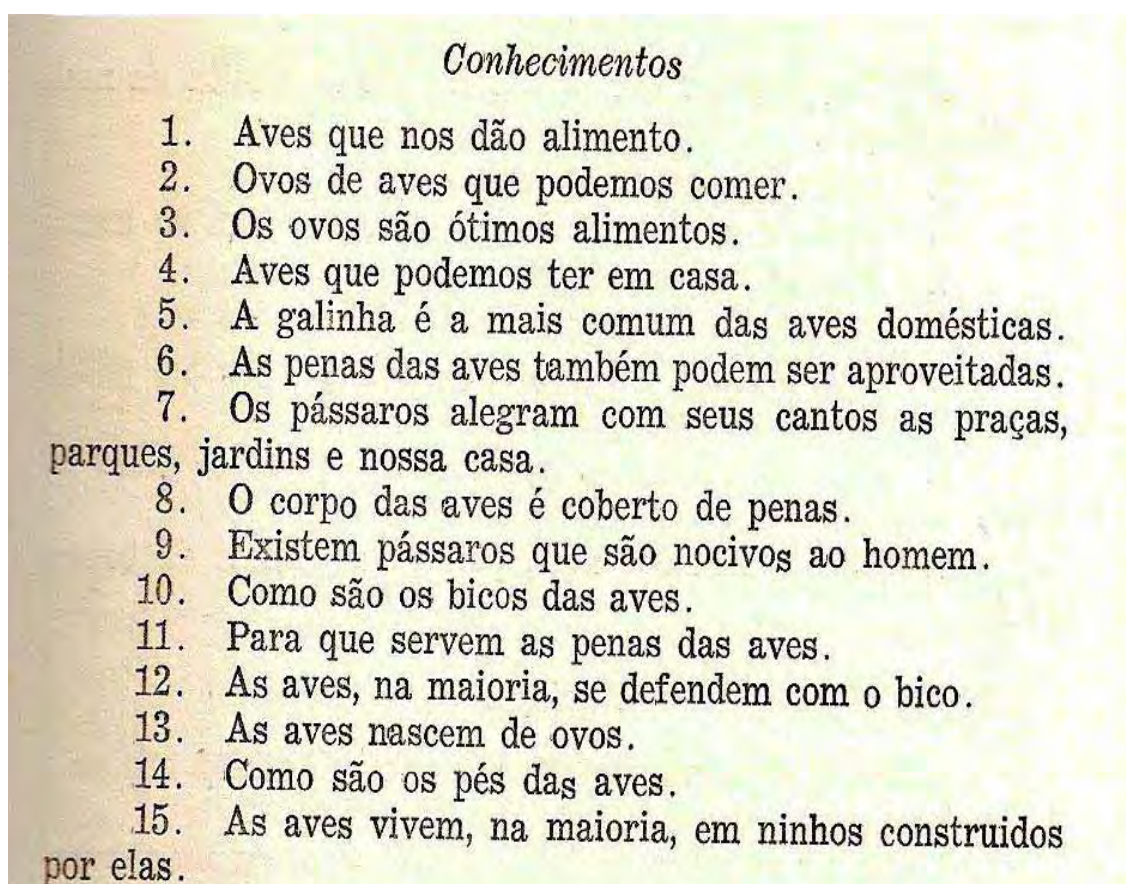 Conhecimentos
1. Aves que nos dão alimento.
2. Ovos de aves que podemos comer.
3. Os ovos são ótimos alimentos.
4. Aves que podemos ter em casa.
5. A galinha é a mais comum das aves domésticas.
6. As penas das aves também podem ser aproveitadas.
7. Os pássaros alegram com seus cantos as praças,
parques, jardins e nossa casa.
8. O corpo das aves é coberto de penas.
9. Existem pássaros que são nocivos ao homem.
10. Como são os bicos das aves.
11. Para que servem as penas das aves.
12. As aves, na maioria, se defendem com o bico.
13. As aves nascem de ovos.
14. Como são os pés das aves.
15. As aves vivem, na maioria, em ninhos construidos
por elas.